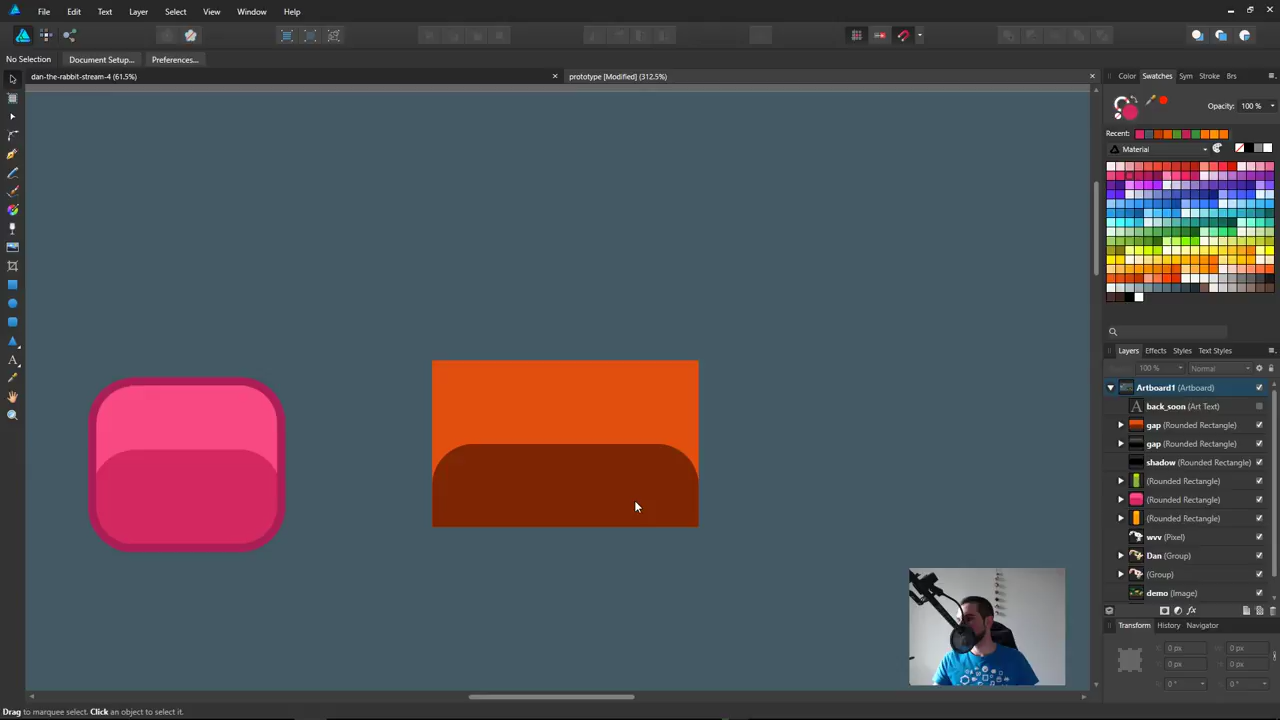 File Edit Text Layer Select View Window Help
No Selection Document Setup... Preferences...
dan-the-rabbit-stream-4 (61.5%)
prototype [Modified] (312.5%)
Color Swatches Sym Stroke Brs
Opacity: 100 %
Recent:
Material
Layers Effects Styles Text Styles
100 % Normal
Artboard1 (Artboard)
back_soon (Art Text)
gap (Rounded Rectangle)
gap (Rounded Rectangle)
shadow (Rounded Rectangle)
(Rounded Rectangle)
(Rounded Rectangle)
(Rounded Rectangle)
wvv (Pixel)
Dan (Group)
(Group)
demo (Image)
Transform History Navigator
X: 0 px W: 0 px
Y: 0 px H: 0 px
0 ° 0 °
Drag to marquee select. Click an object to select it.